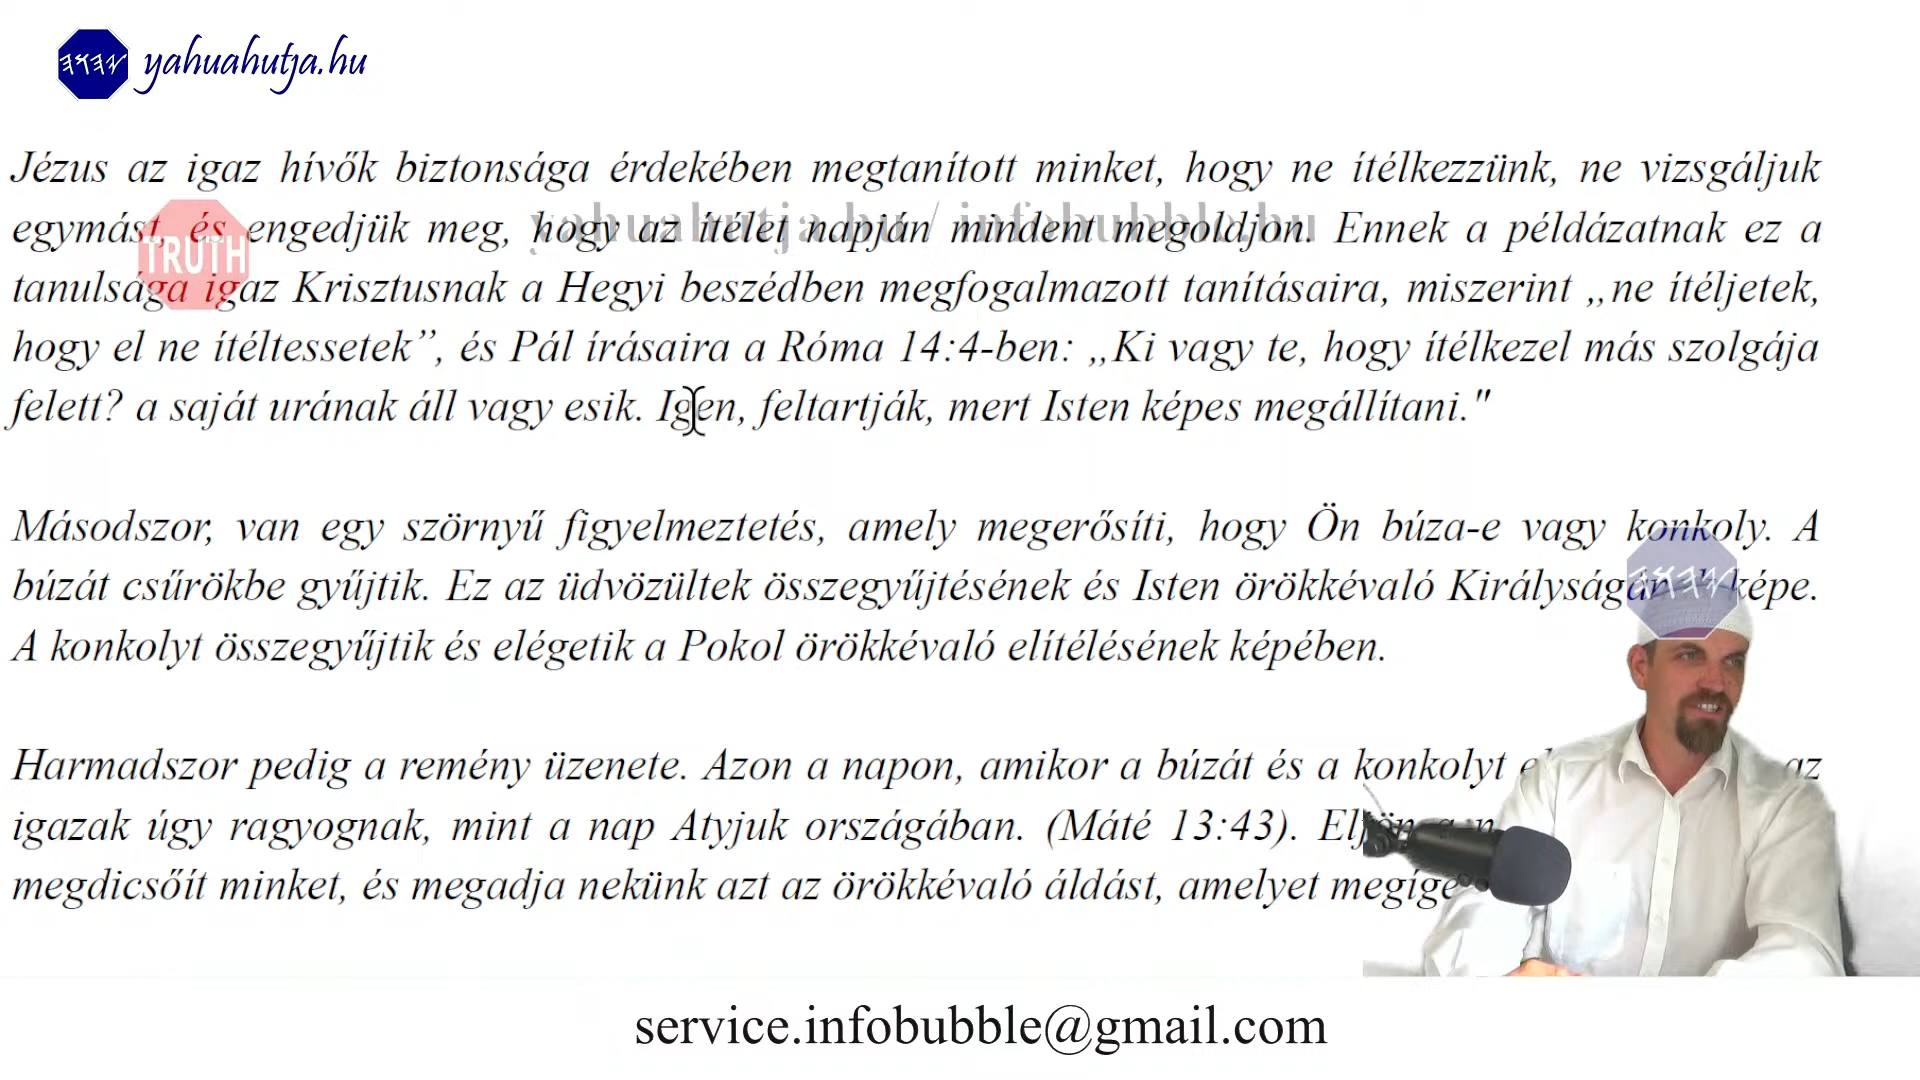 yahuahutja.hu
Jézus az igaz hívők biztonsága érdekében megtanított minket, hogy ne ítélkezzünk, ne vizsgáljuk
egymást, és engedjük meg, hogy az ítélet napján mindent megoldjon. Ennek a példázatnak ez a
yahuahutja.hu / infobubble.hu
TRUTH
tanulsága igaz Krisztusnak a Hegyi beszédben megfogalmazott tanításaira, miszerint „ne ítéljetek,
hogy el ne ítéltessetek”, és Pál írásaira a Róma 14:4-ben: „Ki vagy te, hogy ítélkezel más szolgája
felett? a saját urának áll vagy esik. Igen, feltartják, mert Isten képes megállítani."
Másodszor, van egy szörnyű figyelmeztetés, amely megerősíti, hogy Ön búza-e vagy konkoly. A
búzát csűrökbe gyűjtik. Ez az üdvözültek összegyűjtésének és Isten örökkévaló Királyságának képe.
A konkolyt összegyűjtik és elégetik a Pokol örökkévaló elítélésének képében.
Harmadszor pedig a remény üzenete. Azon a napon, amikor a búzát és a konkolyt az
igazak úgy ragyognak, mint a nap Atyjuk országában. (Máté 13:43).
megdicsőít minket, és megadja nekünk azt az örökkévaló áldást, amelyet
service.infobubble@gmail.com